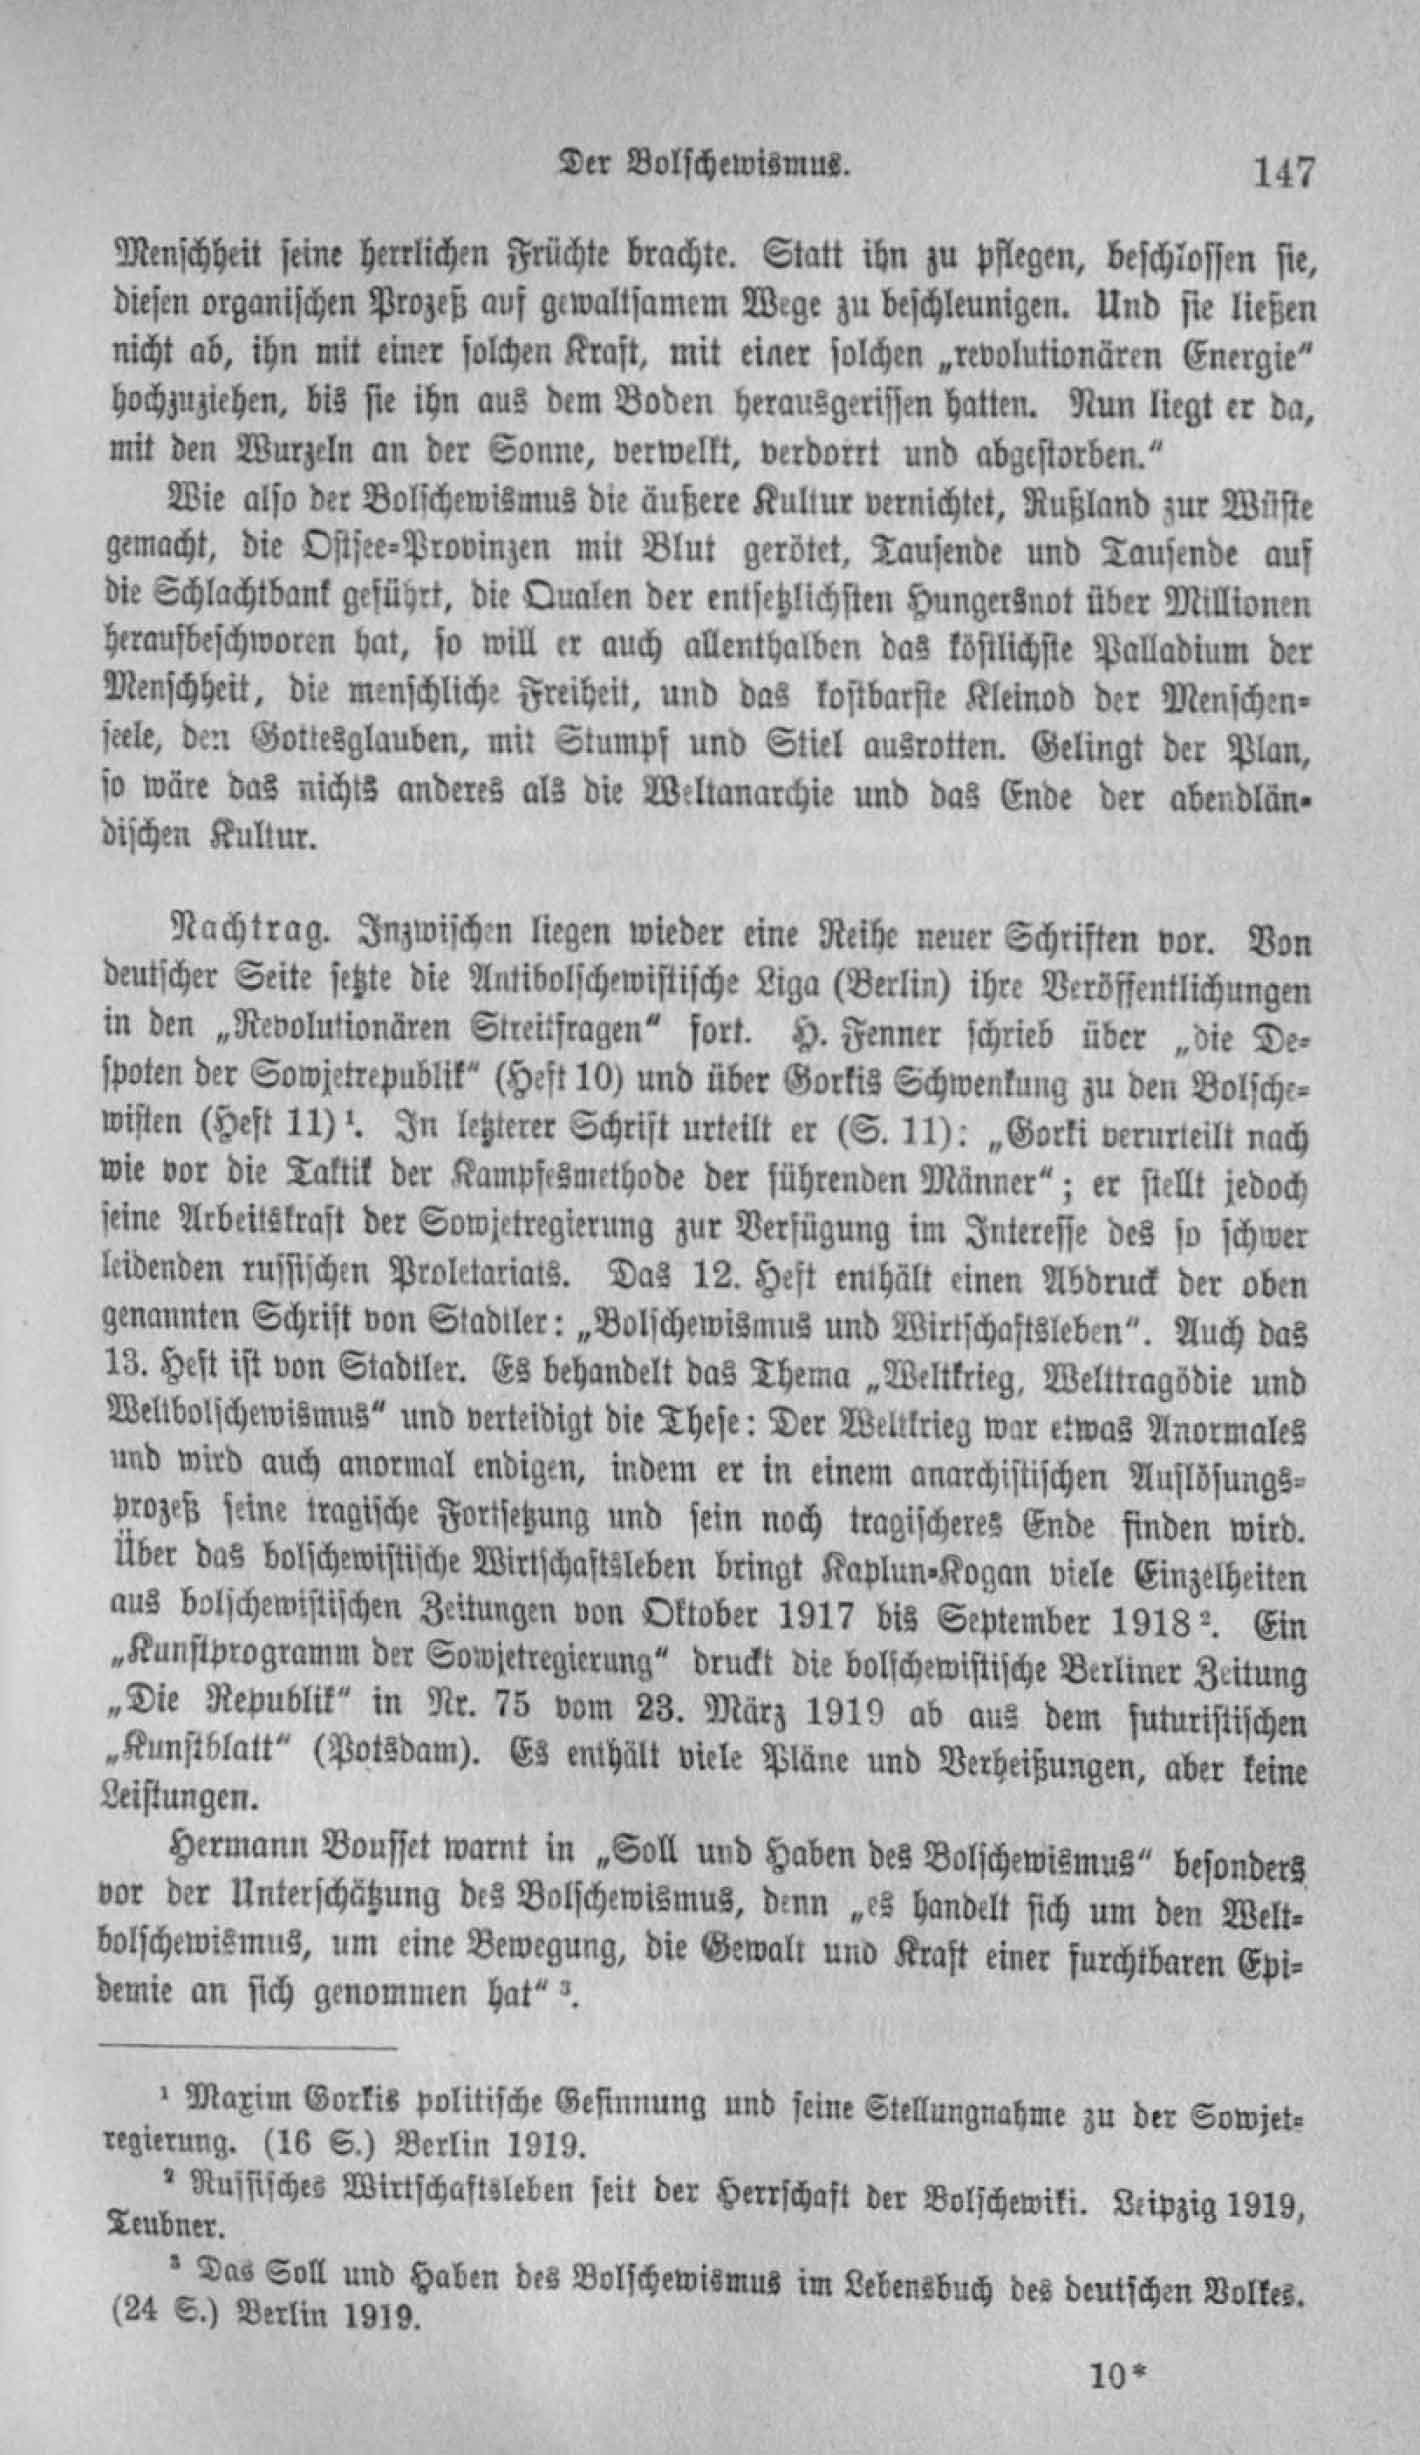 Der Bolschewismus. 147
Menschheit seine herrlichen Früchte brachte. Statt ihn zu pflegen, beschlossen sie,
diesen organischen Prozeß auf gewaltsamem Wege zu beschleunigen. Und sie ließen
nicht ab, ihn mit einer solchen Kraft, mit einer solchen „revolutionären Energie“
hochzuziehen, bis sie ihn aus dem Boden herausgerissen hatten. Nun liegt er da,
mit den Wurzeln an der Sonne, verwelkt, verdorrt und abgestorben.“
Wie also der Bolschewismus die äußere Kultur vernichtet, Rußland zur Wüste
gemacht, die Ostsee-Provinzen mit Blut gerötet, Tausende und Tausende auf
die Schlachtbank geführt, die Qualen der entsetzlichsten Hungersnot über Millionen
heraufbeschworen hat, so will er auch allenthalben das köstlichste Palladium der
Menschheit, die menschliche Freiheit, und das kostbarste Kleinod der Menschen-
seele, den Gottesglauben, mit Stumpf und Stiel ausrotten. Gelingt der Plan,
so wäre das nichts anderes als die Weltanarchie und das Ende der abendlän-
dischen Kultur.
Nachtrag. Inzwischen liegen wieder eine Reihe neuer Schriften vor. Von
deutscher Seite setzte die Antibolschewistische Liga (Berlin) ihre Veröffentlichungen
in den „Revolutionären Streitfragen“ fort. H. Fenner schrieb über „die De-
spoten der Sowjetrepublik“ (Heft 10) und über Gorkis Schwenkung zu den Bolsche-
wisten (Heft 11) ¹. In letzterer Schrift urteilt er (S. 11): „Gorki verurteilt nach
wie vor die Taktik der Kampfesmethode der führenden Männer“; er stellt jedoch
seine Arbeitskraft der Sowjetregierung zur Verfügung im Interesse des so schwer
leidenden russischen Proletariats. Das 12. Heft enthält einen Abdruck der oben
genannten Schrift von Stadtler: „Bolschewismus und Wirtschaftsleben“. Auch das
13. Heft ist von Stadtler. Es behandelt das Thema „Weltkrieg, Welttragödie und
Weltbolschewismus“ und verteidigt die These: Der Weltkrieg war etwas Anormales
und wird auch anormal endigen, indem er in einem anarchistischen Auflösungs-
prozeß seine tragische Fortsetzung und sein noch tragischeres Ende finden wird.
Über das bolschewistische Wirtschaftsleben bringt Kaplun-Kogan viele Einzelheiten
aus bolschewistischen Zeitungen von Oktober 1917 bis September 1918 ². Ein
„Kunstprogramm der Sowjetregierung“ druckt die bolschewistische Berliner Zeitung
„Die Republik“ in Nr. 75 vom 23. März 1919 ab aus dem futuristischen
„Kunstblatt“ (Potsdam). Es enthält viele Pläne und Verheißungen, aber keine
Leistungen.
Hermann Bousset warnt in „Soll und Haben des Bolschewismus“ besonders
vor der Unterschätzung des Bolschewismus, denn „es handelt sich um den Welt-
bolschewismus, um eine Bewegung, die Gewalt und Kraft einer furchtbaren Epi-
demie an sich genommen hat“ ³.
¹ Maxim Gorkis politische Gesinnung und seine Stellungnahme zu der Sowjet-
regierung. (16 S.) Berlin 1919.
² Russisches Wirtschaftsleben seit der Herrschaft der Bolschewiki. Leipzig 1919,
Teubner.
³ Das Soll und Haben des Bolschewismus im Lebensbuch des deutschen Volkes.
(24 S.) Berlin 1919.
10*